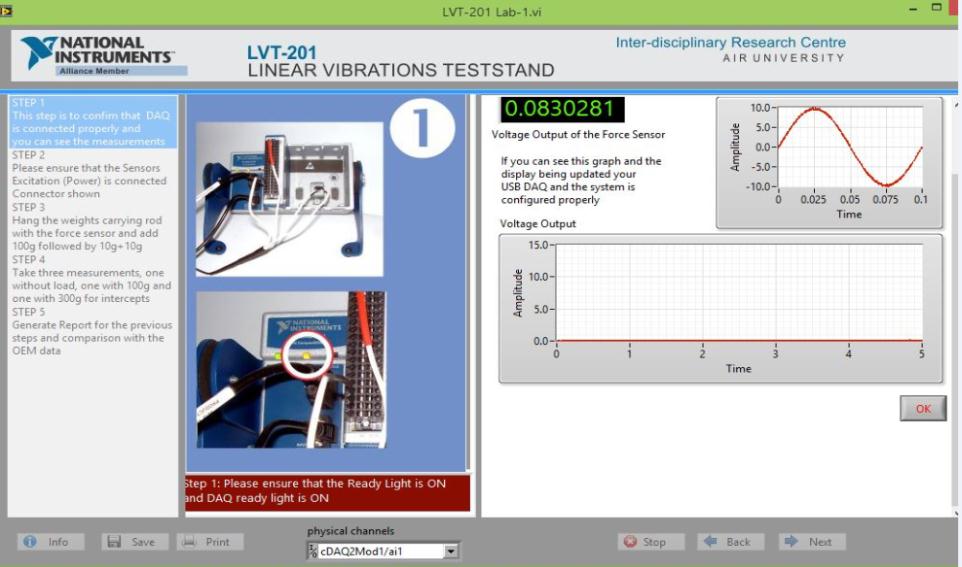 LVT-201 Lab-1.vi
NATIONAL
INSTRUMENTS™
Alliance Member
LVT-201
LINEAR VIBRATIONS TESTSTAND
Inter-disciplinary Research Centre
AIR UNIVERSITY
STEP 1
This step is to confim that DAQ
is connected properly and
you can see the measurements
STEP 2
Please ensure that the Sensors
Excitation (Power) is connected
Connector shown
STEP 3
Hang the weights carrying rod
with the force sensor and add
100g followed by 10g+10g
STEP 4
Take three measurements, one
without load, one with 100g and
one with 300g for intercepts
STEP 5
Generate Report for the previous
steps and comparison with the
OEM data
1
NATIONAL
INSTRUMENTS
Step 1: Please ensure that the Ready Light is ON
and DAQ ready light is ON
0.0830281
Voltage Output of the Force Sensor
If you can see this graph and the
display being updated your
USB DAQ and the system is
configured properly
Amplitude
10.0
5.0
0.0
-5.0
-10.0
0 0.025 0.05 0.075 0.1
Time
Voltage Output
Amplitude
15.0
10.0
5.0
0.0
0 1 2 3 4 5
Time
OK
Info
Save
Print
physical channels
cDAQ2Mod1/ai1
Stop
Back
Next